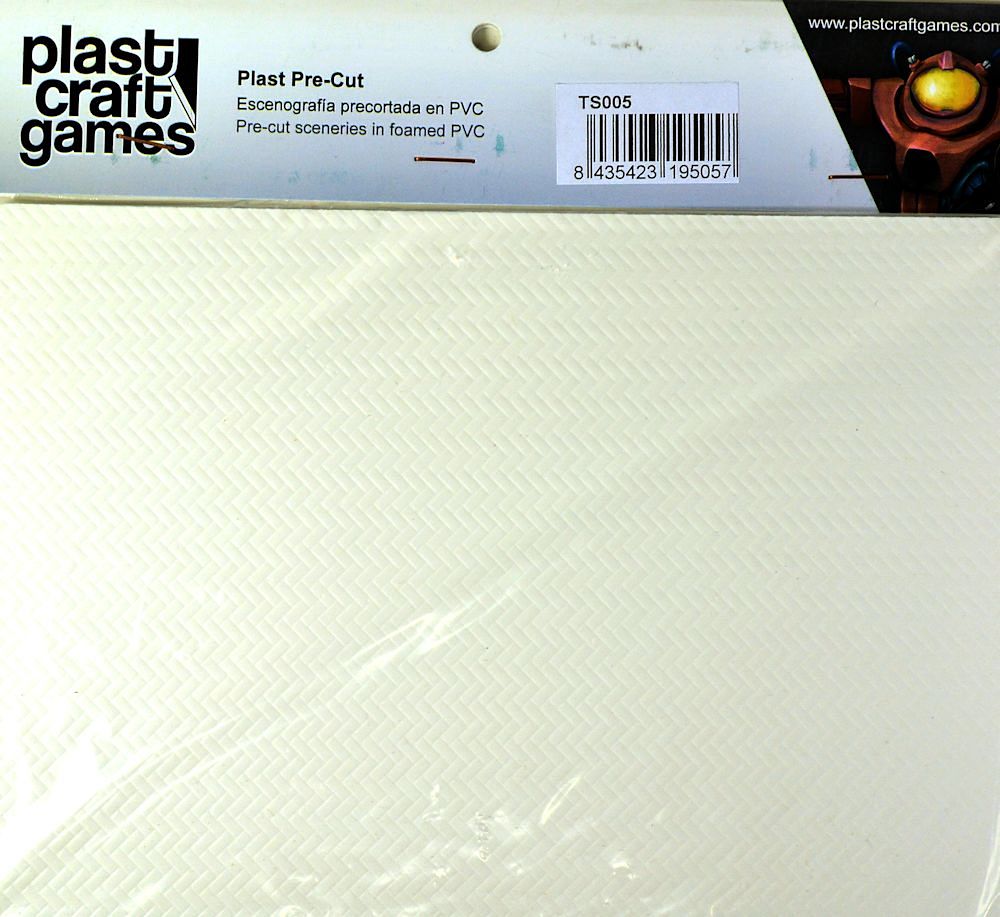 plast
craft
games
Plast Pre-Cut
Escenografía precortada en PVC
Pre-cut sceneries in foamed PVC
TS005
8 435423 195057
www.plastcraftgames.com